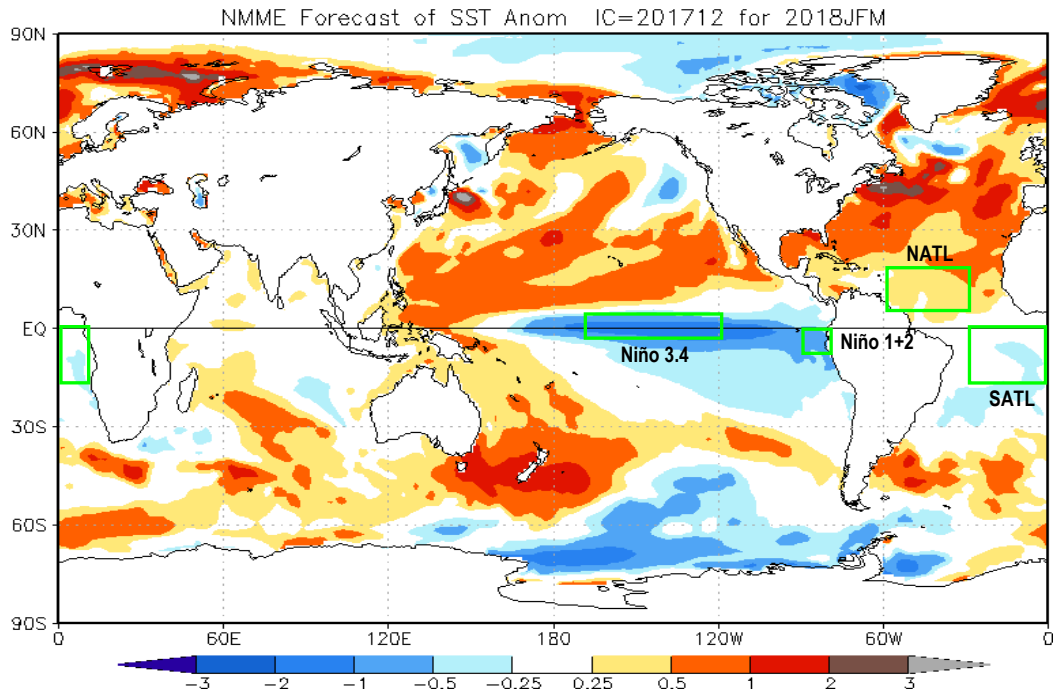 NMME Forecast of SST Anom IC=201712 for 2018JFM
90N
60N
30N
EQ
30S
60S
90S
NATL
Niño 3.4
Niño 1+2
SATL
0 60E 120E 180 120W 60W 0
-3 -2 -1 -0.5 -0.25 0.25 0.5 1 2 3